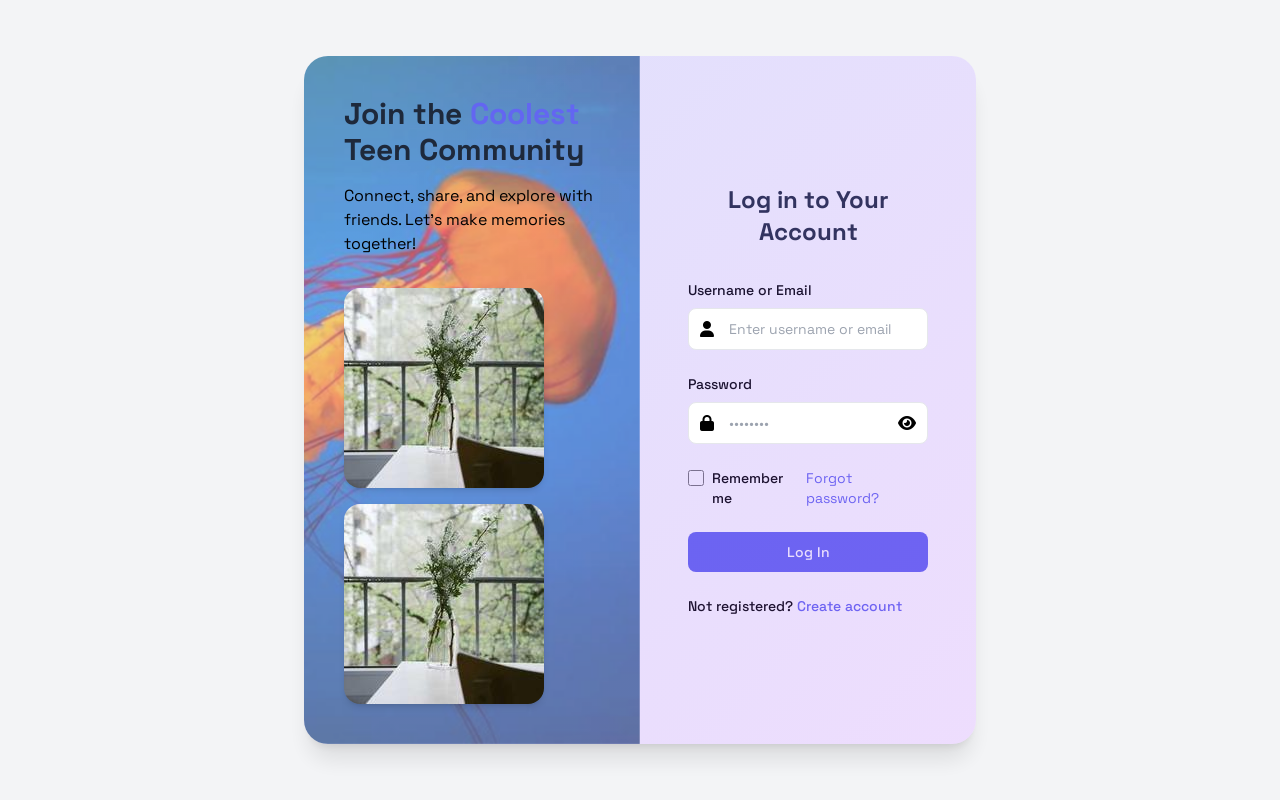 Join the Coolest
Teen Community
Connect, share, and explore with
friends. Let's make memories
together!
Log in to Your
Account
Username or Email
Enter username or email
Password
••••••••
Remember
me
Forgot
password?
Log In
Not registered? Create account